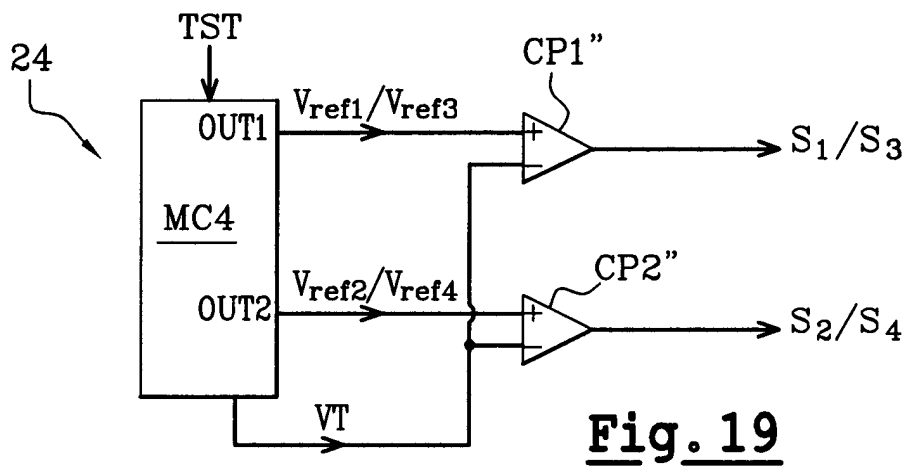 TST
24
CP1"
OUT1
Vref1/Vref3
+
−
S1/S3
MC4
CP2"
OUT2
Vref2/Vref4
+
−
S2/S4
VT
Fig. 19